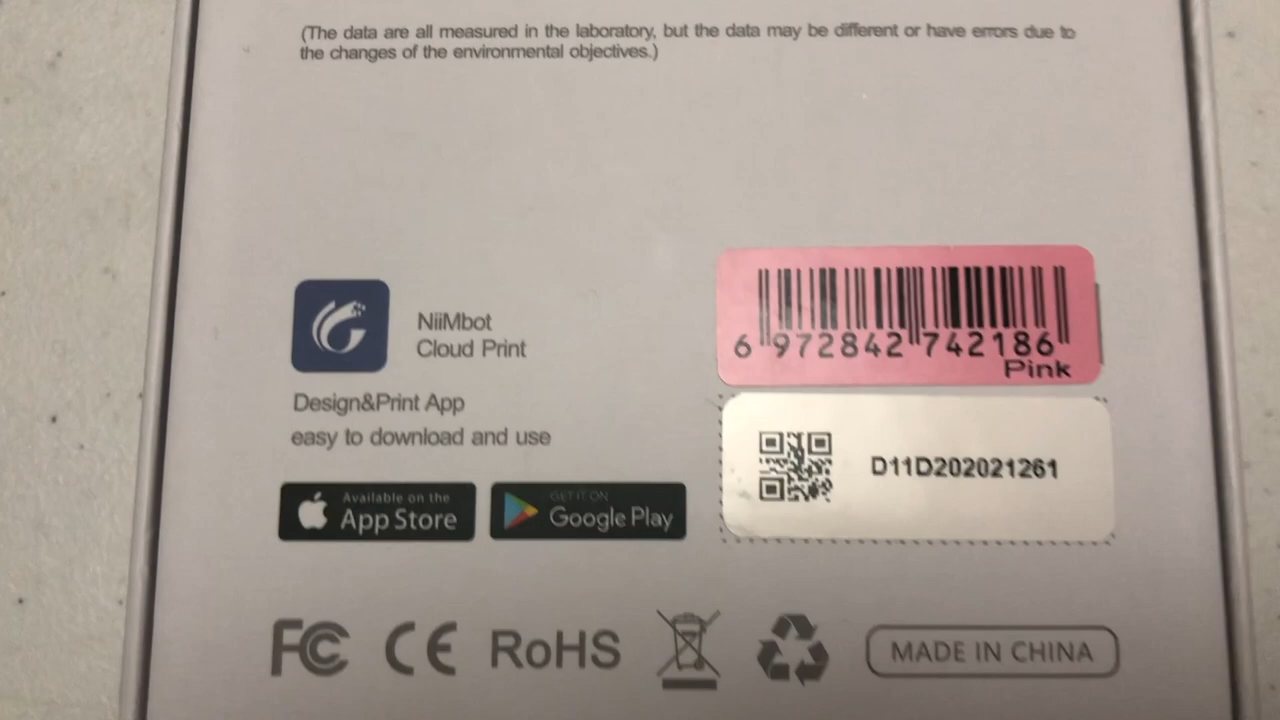 (The data are all measured in the laboratory, but the data may be different or have errors due to
the changes of the environmental objectives.)
NiiMbot
Cloud Print
Design&Print App
easy to download and use
Available on the
App Store
GET IT ON
Google Play
6 972842 742186
Pink
D11D202021261
FC CE RoHS
MADE IN CHINA